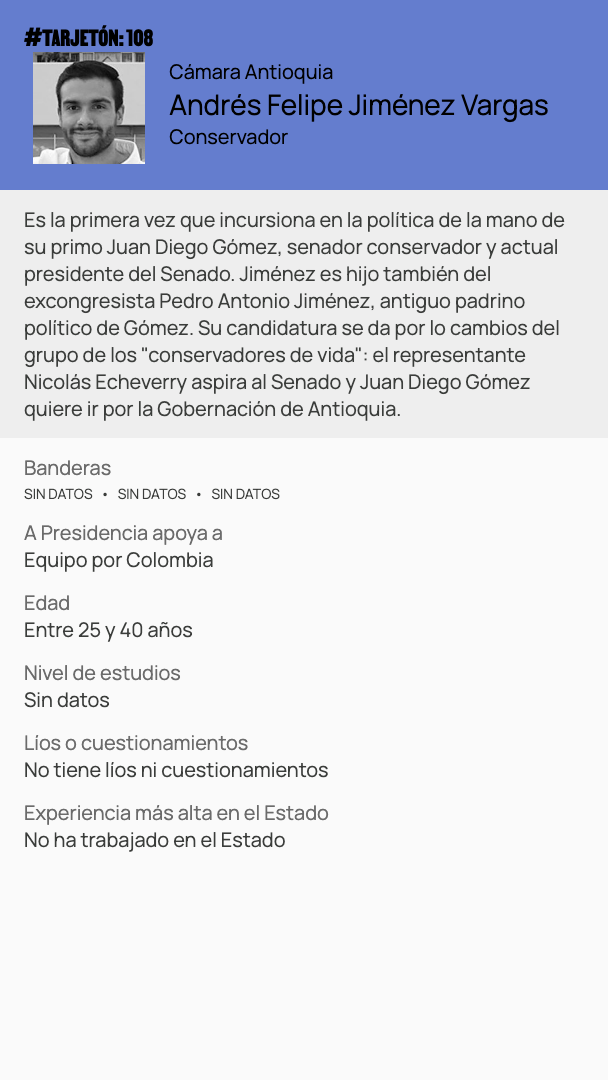 #TARJETÓN: 108
Cámara Antioquia
Andrés Felipe Jiménez Vargas
Conservador
Es la primera vez que incursiona en la política de la mano de
su primo Juan Diego Gómez, senador conservador y actual
presidente del Senado. Jiménez es hijo también del
excongresista Pedro Antonio Jiménez, antiguo padrino
político de Gómez. Su candidatura se da por lo cambios del
grupo de los "conservadores de vida": el representante
Nicolás Echeverry aspira al Senado y Juan Diego Gómez
quiere ir por la Gobernación de Antioquia.
Banderas
SIN DATOS • SIN DATOS • SIN DATOS
A Presidencia apoya a
Equipo por Colombia
Edad
Entre 25 y 40 años
Nivel de estudios
Sin datos
Líos o cuestionamientos
No tiene líos ni cuestionamientos
Experiencia más alta en el Estado
No ha trabajado en el Estado